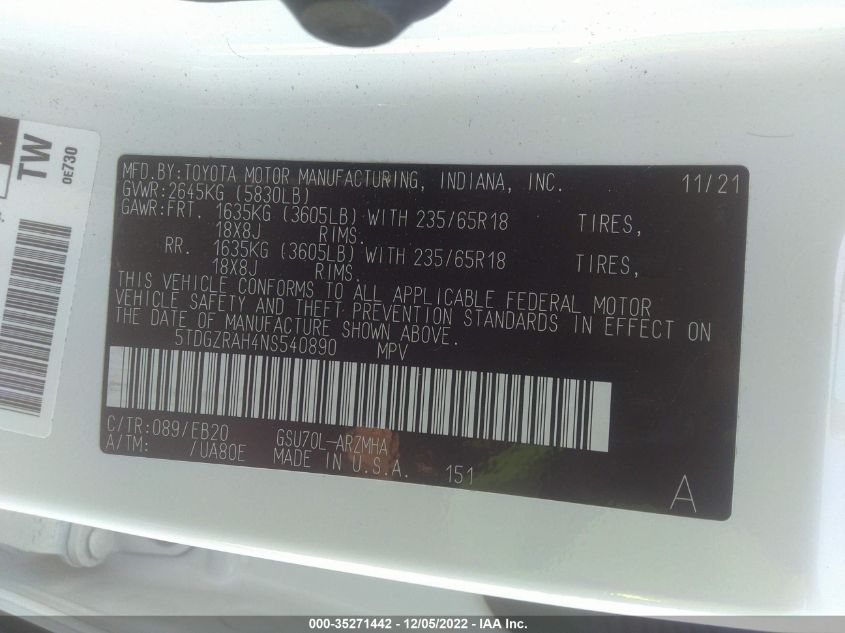 TW
0E730
MFD.BY:TOYOTA MOTOR MANUFACTURING, INDIANA, INC. 11/21
GVWR:2645KG (5830LB)
GAWR:FRT. 1635KG (3605LB) WITH 235/65R18 TIRES,
18X8J RIMS.
RR. 1635KG (3605LB) WITH 235/65R18 TIRES,
18X8J RIMS.
THIS VEHICLE CONFORMS TO ALL APPLICABLE FEDERAL MOTOR
VEHICLE SAFETY AND THEFT PREVENTION STANDARDS IN EFFECT ON
THE DATE OF MANUFACTURE SHOWN ABOVE.
5TDGZRAH4NS540890 MPV
C/TR:089/EB20 GSU70L-ARZMHA
A/TM: /UA80E MADE IN U.S.A. 151
A
000-35271442 - 12/05/2022 - IAA Inc.